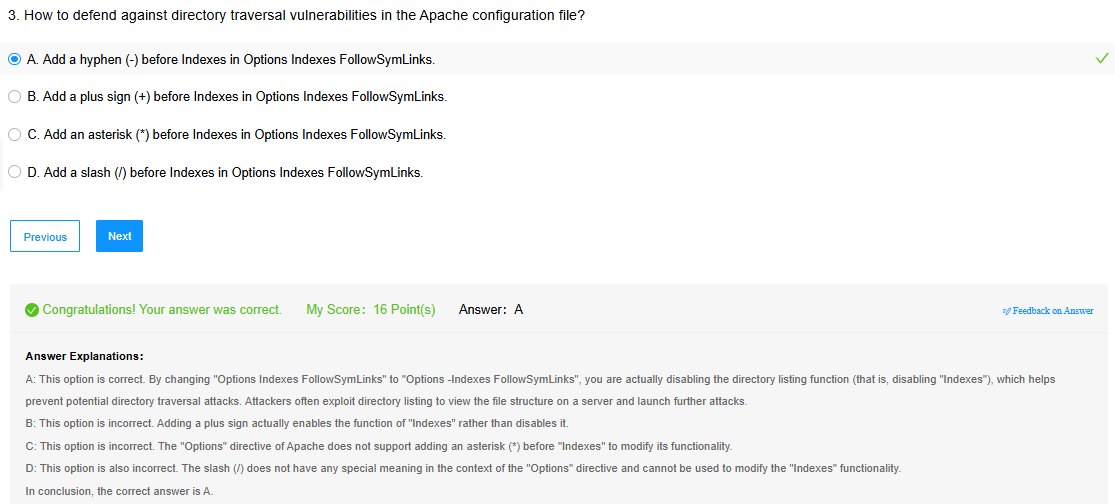 3. How to defend against directory traversal vulnerabilities in the Apache configuration file?
A. Add a hyphen (-) before Indexes in Options Indexes FollowSymLinks.
B. Add a plus sign (+) before Indexes in Options Indexes FollowSymLinks.
C. Add an asterisk (*) before Indexes in Options Indexes FollowSymLinks.
D. Add a slash (/) before Indexes in Options Indexes FollowSymLinks.
Previous Next
Congratulations! Your answer was correct. My Score: 16 Point(s) Answer: A Feedback on Answer
Answer Explanations:
A: This option is correct. By changing "Options Indexes FollowSymLinks" to "Options -Indexes FollowSymLinks", you are actually disabling the directory listing function (that is, disabling "Indexes"), which helps
prevent potential directory traversal attacks. Attackers often exploit directory listing to view the file structure on a server and launch further attacks.
B: This option is incorrect. Adding a plus sign actually enables the function of "Indexes" rather than disables it.
C: This option is incorrect. The "Options" directive of Apache does not support adding an asterisk (*) before "Indexes" to modify its functionality.
D: This option is also incorrect. The slash (/) does not have any special meaning in the context of the "Options" directive and cannot be used to modify the "Indexes" functionality.
In conclusion, the correct answer is A.